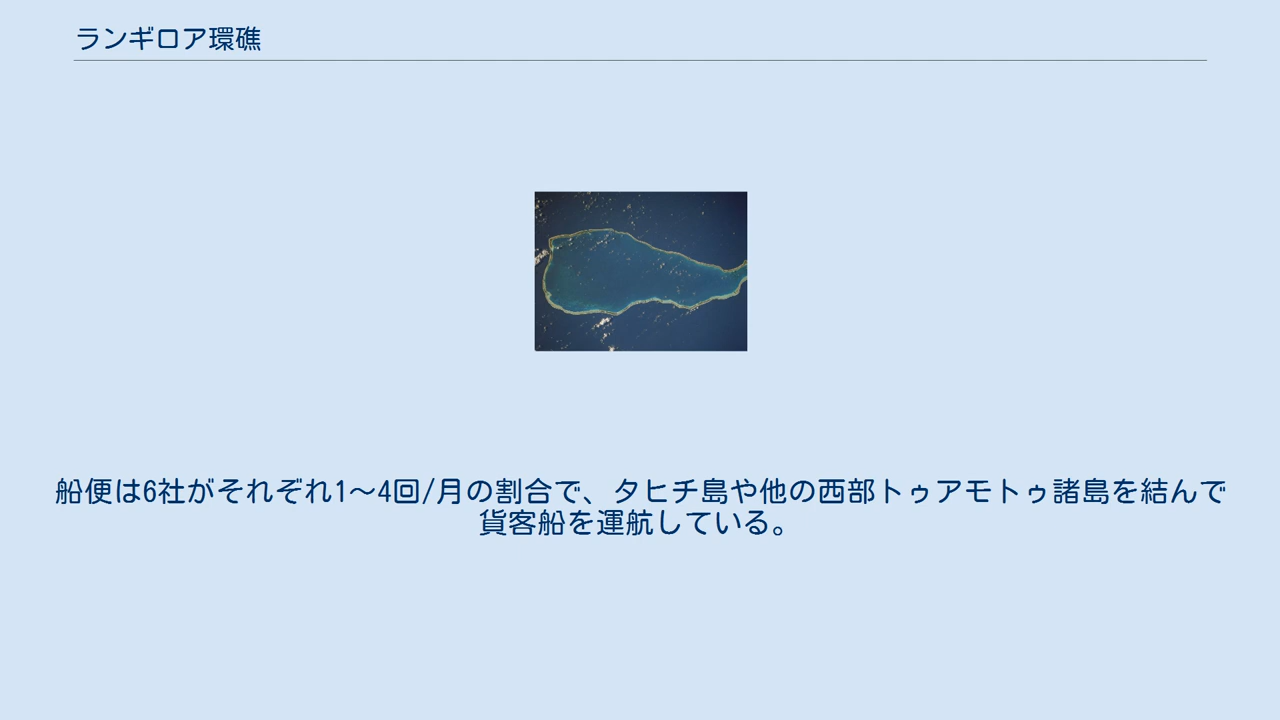 ランギロア環礁
船便は6社がそれぞれ1～4回/月の割合で、タヒチ島や他の西部トゥアモトゥ諸島を結んで
貨客船を運航している。